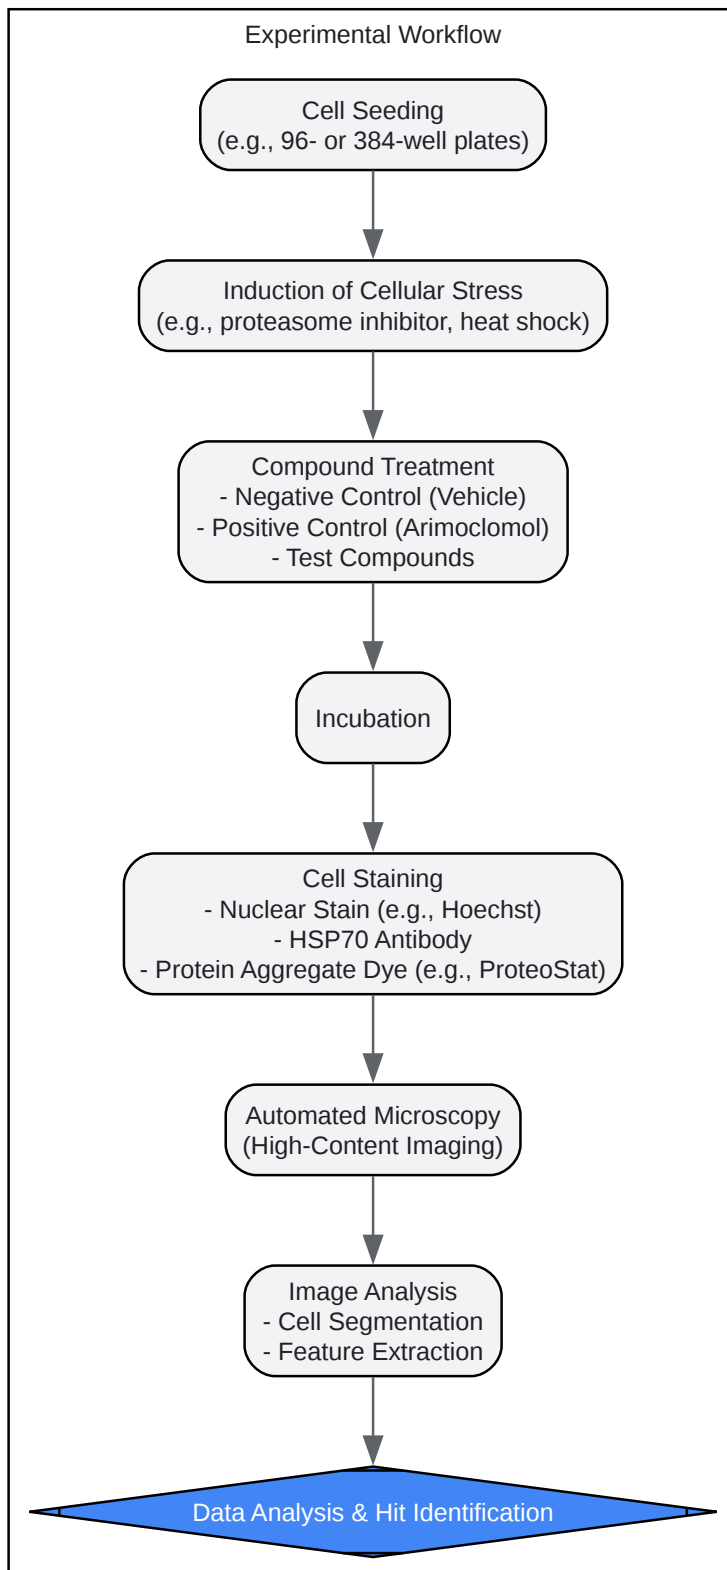 Experimental Workflow
Cell Seeding
(e.g., 96- or 384-well plates)
Induction of Cellular Stress
(e.g., proteasome inhibitor, heat shock)
Compound Treatment
- Negative Control (Vehicle)
- Positive Control (Arimoclomol)
- Test Compounds
Incubation
Cell Staining
- Nuclear Stain (e.g., Hoechst)
- HSP70 Antibody
- Protein Aggregate Dye (e.g., ProteoStat)
Automated Microscopy
(High-Content Imaging)
Image Analysis
- Cell Segmentation
- Feature Extraction
Data Analysis & Hit Identification